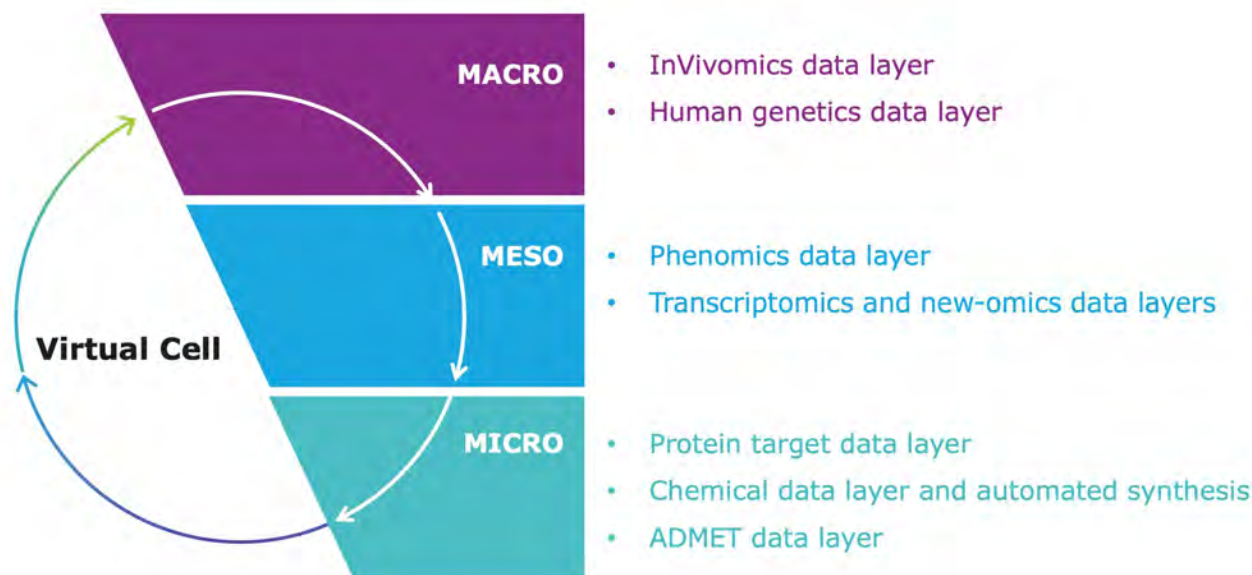 MACRO
• InVivomics data layer
• Human genetics data layer
MESO
• Phenomics data layer
• Transcriptomics and new-omics data layers
Virtual Cell
MICRO
• Protein target data layer
• Chemical data layer and automated synthesis
• ADMET data layer